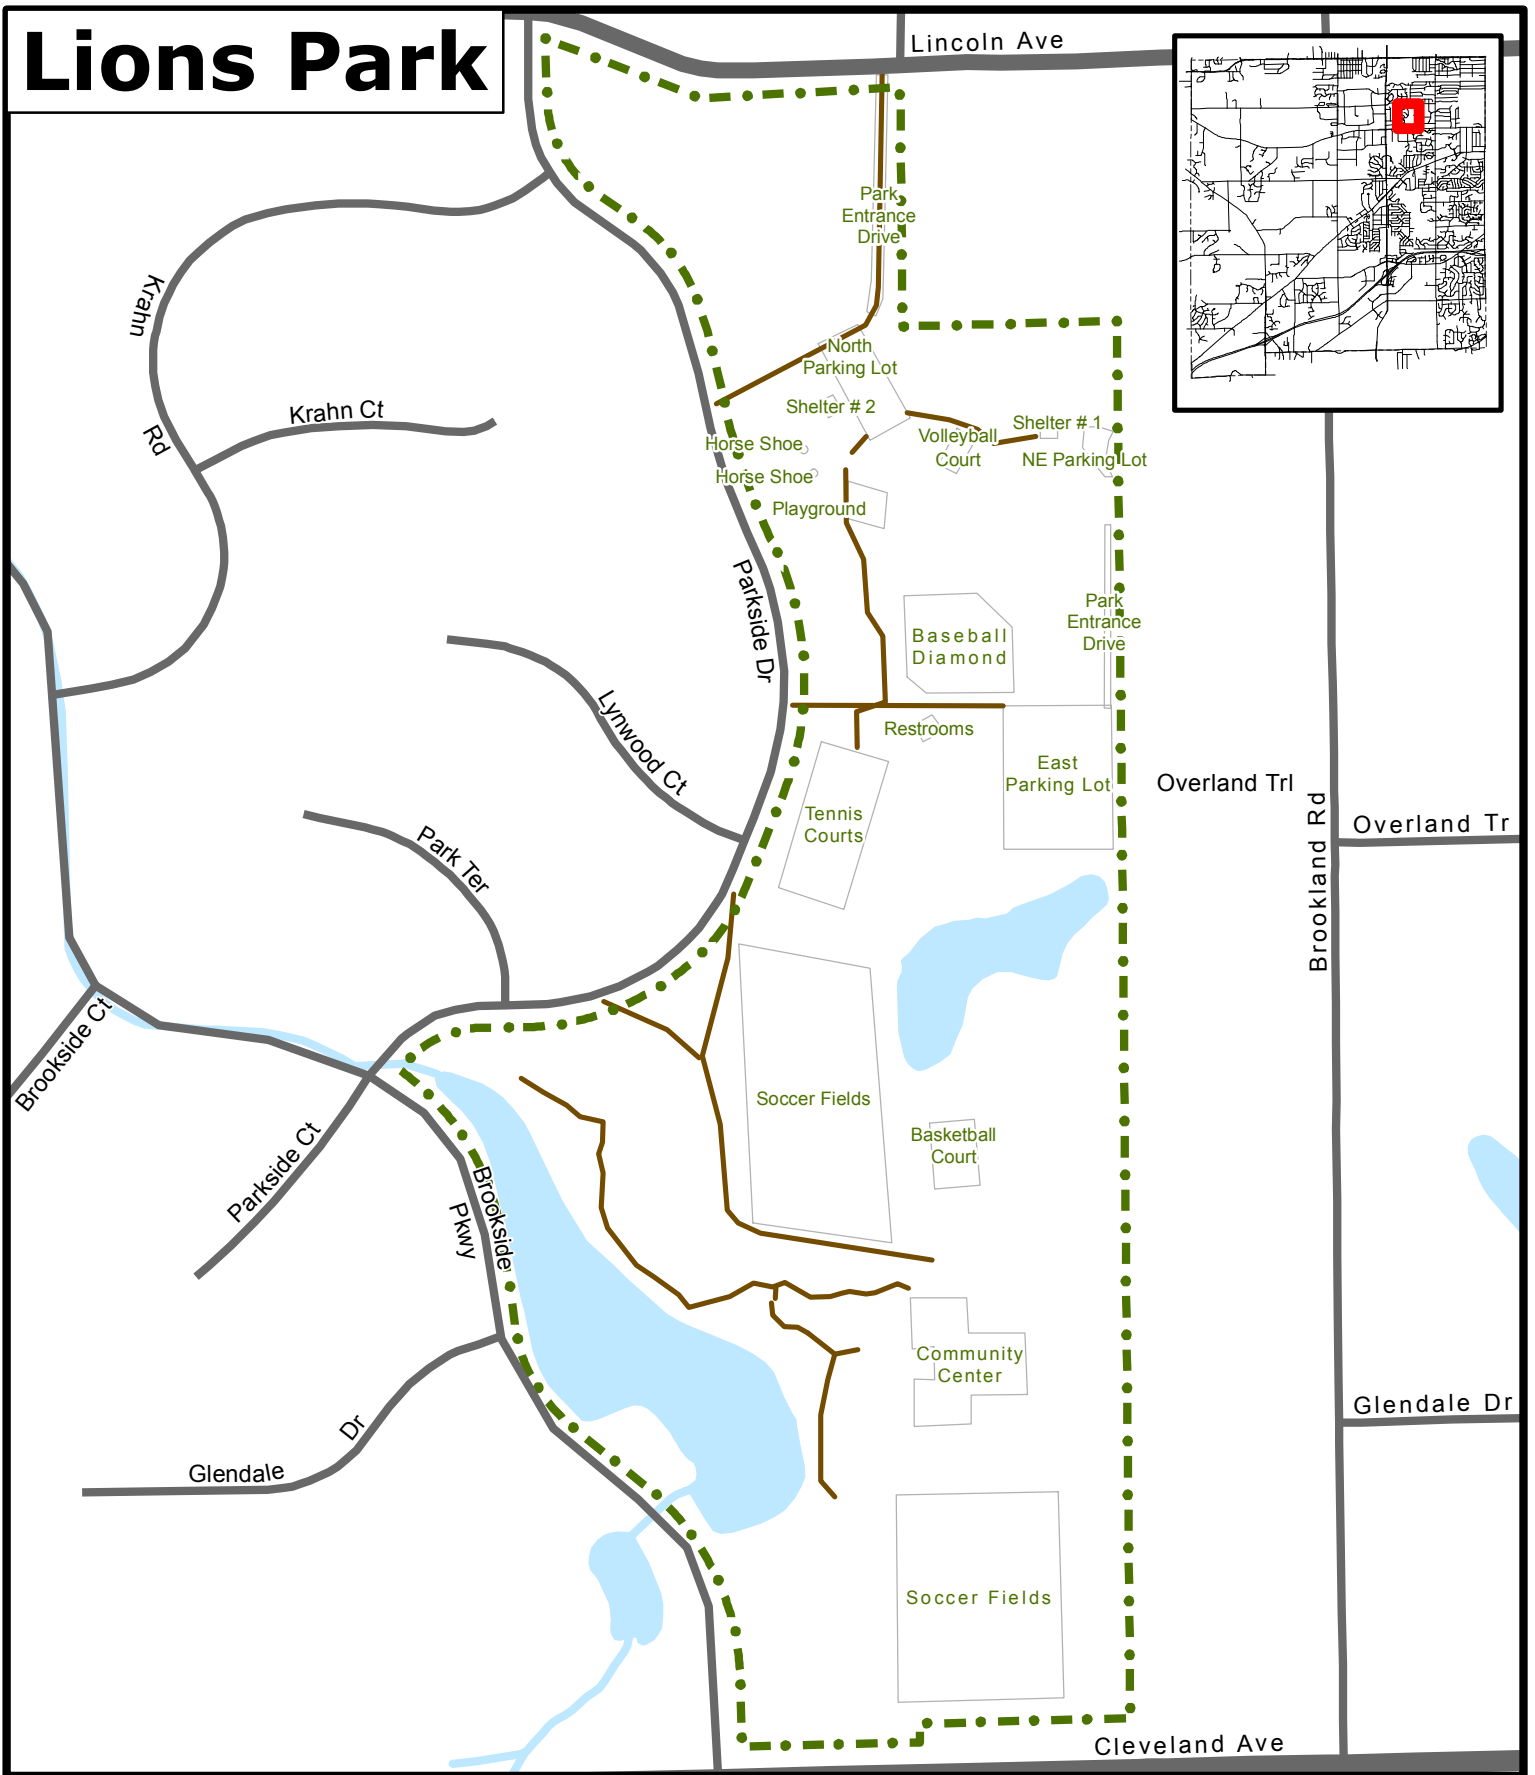 Lions Park
Lincoln Ave
Park
Entrance
Drive
Krahn
Rd
Krahn Ct
North
Parking Lot
Shelter # 2
Shelter # 1
Horse Shoe
Volleyball
Court
NE Parking Lot
Horse Shoe
Playground
Parkside Dr
Park
Entrance
Drive
Baseball
Diamond
Lynwood Ct
Restrooms
East
Parking Lot
Overland Trl
Brookland Rd
Overland Tr
Tennis
Courts
Park Ter
Brookside Ct
Soccer Fields
Basketball
Court
Parkside Ct
Brookside
Pkwy
Community
Center
Glendale Dr
Glendale
Dr
Soccer Fields
Cleveland Ave